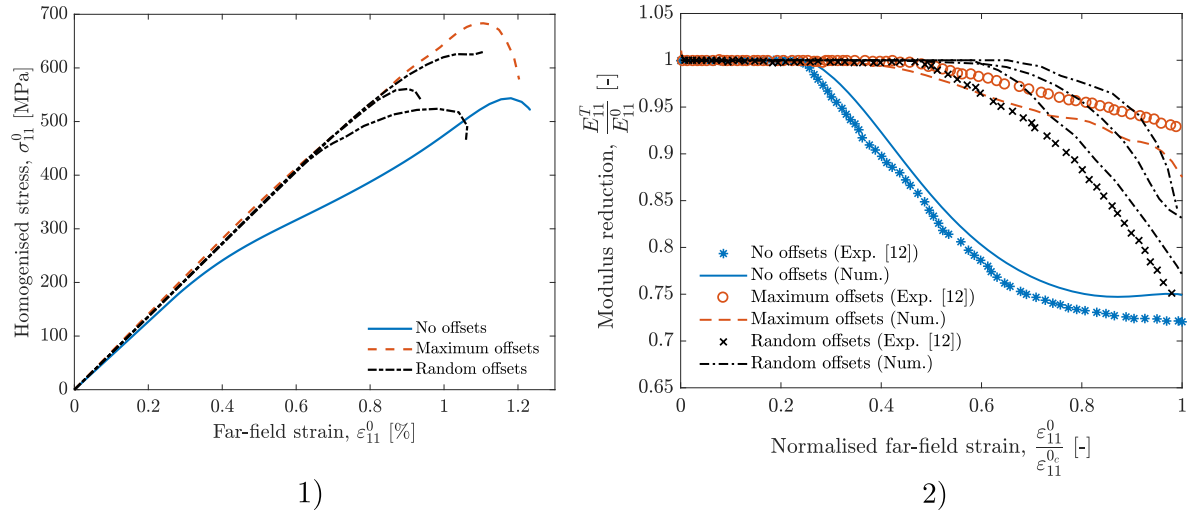 700
600
500
400
300
200
100
0
Homogenised stress, σ⁰₁₁ [MPa]
0 0.2 0.4 0.6 0.8 1 1.2
Far-field strain, ε⁰₁₁ [%]
No offsets
Maximum offsets
Random offsets
1)
1.05
1
0.95
0.9
0.85
0.8
0.75
0.7
0.65
Modulus reduction, E^T₁₁/E⁰₁₁ [-]
No offsets (Exp. [12])
No offsets (Num.)
Maximum offsets (Exp. [12])
Maximum offsets (Num.)
Random offsets (Exp. [12])
Random offsets (Num.)
0 0.2 0.4 0.6 0.8 1
Normalised far-field strain, ε⁰₁₁/ε^{0_c}₁₁ [-]
2)